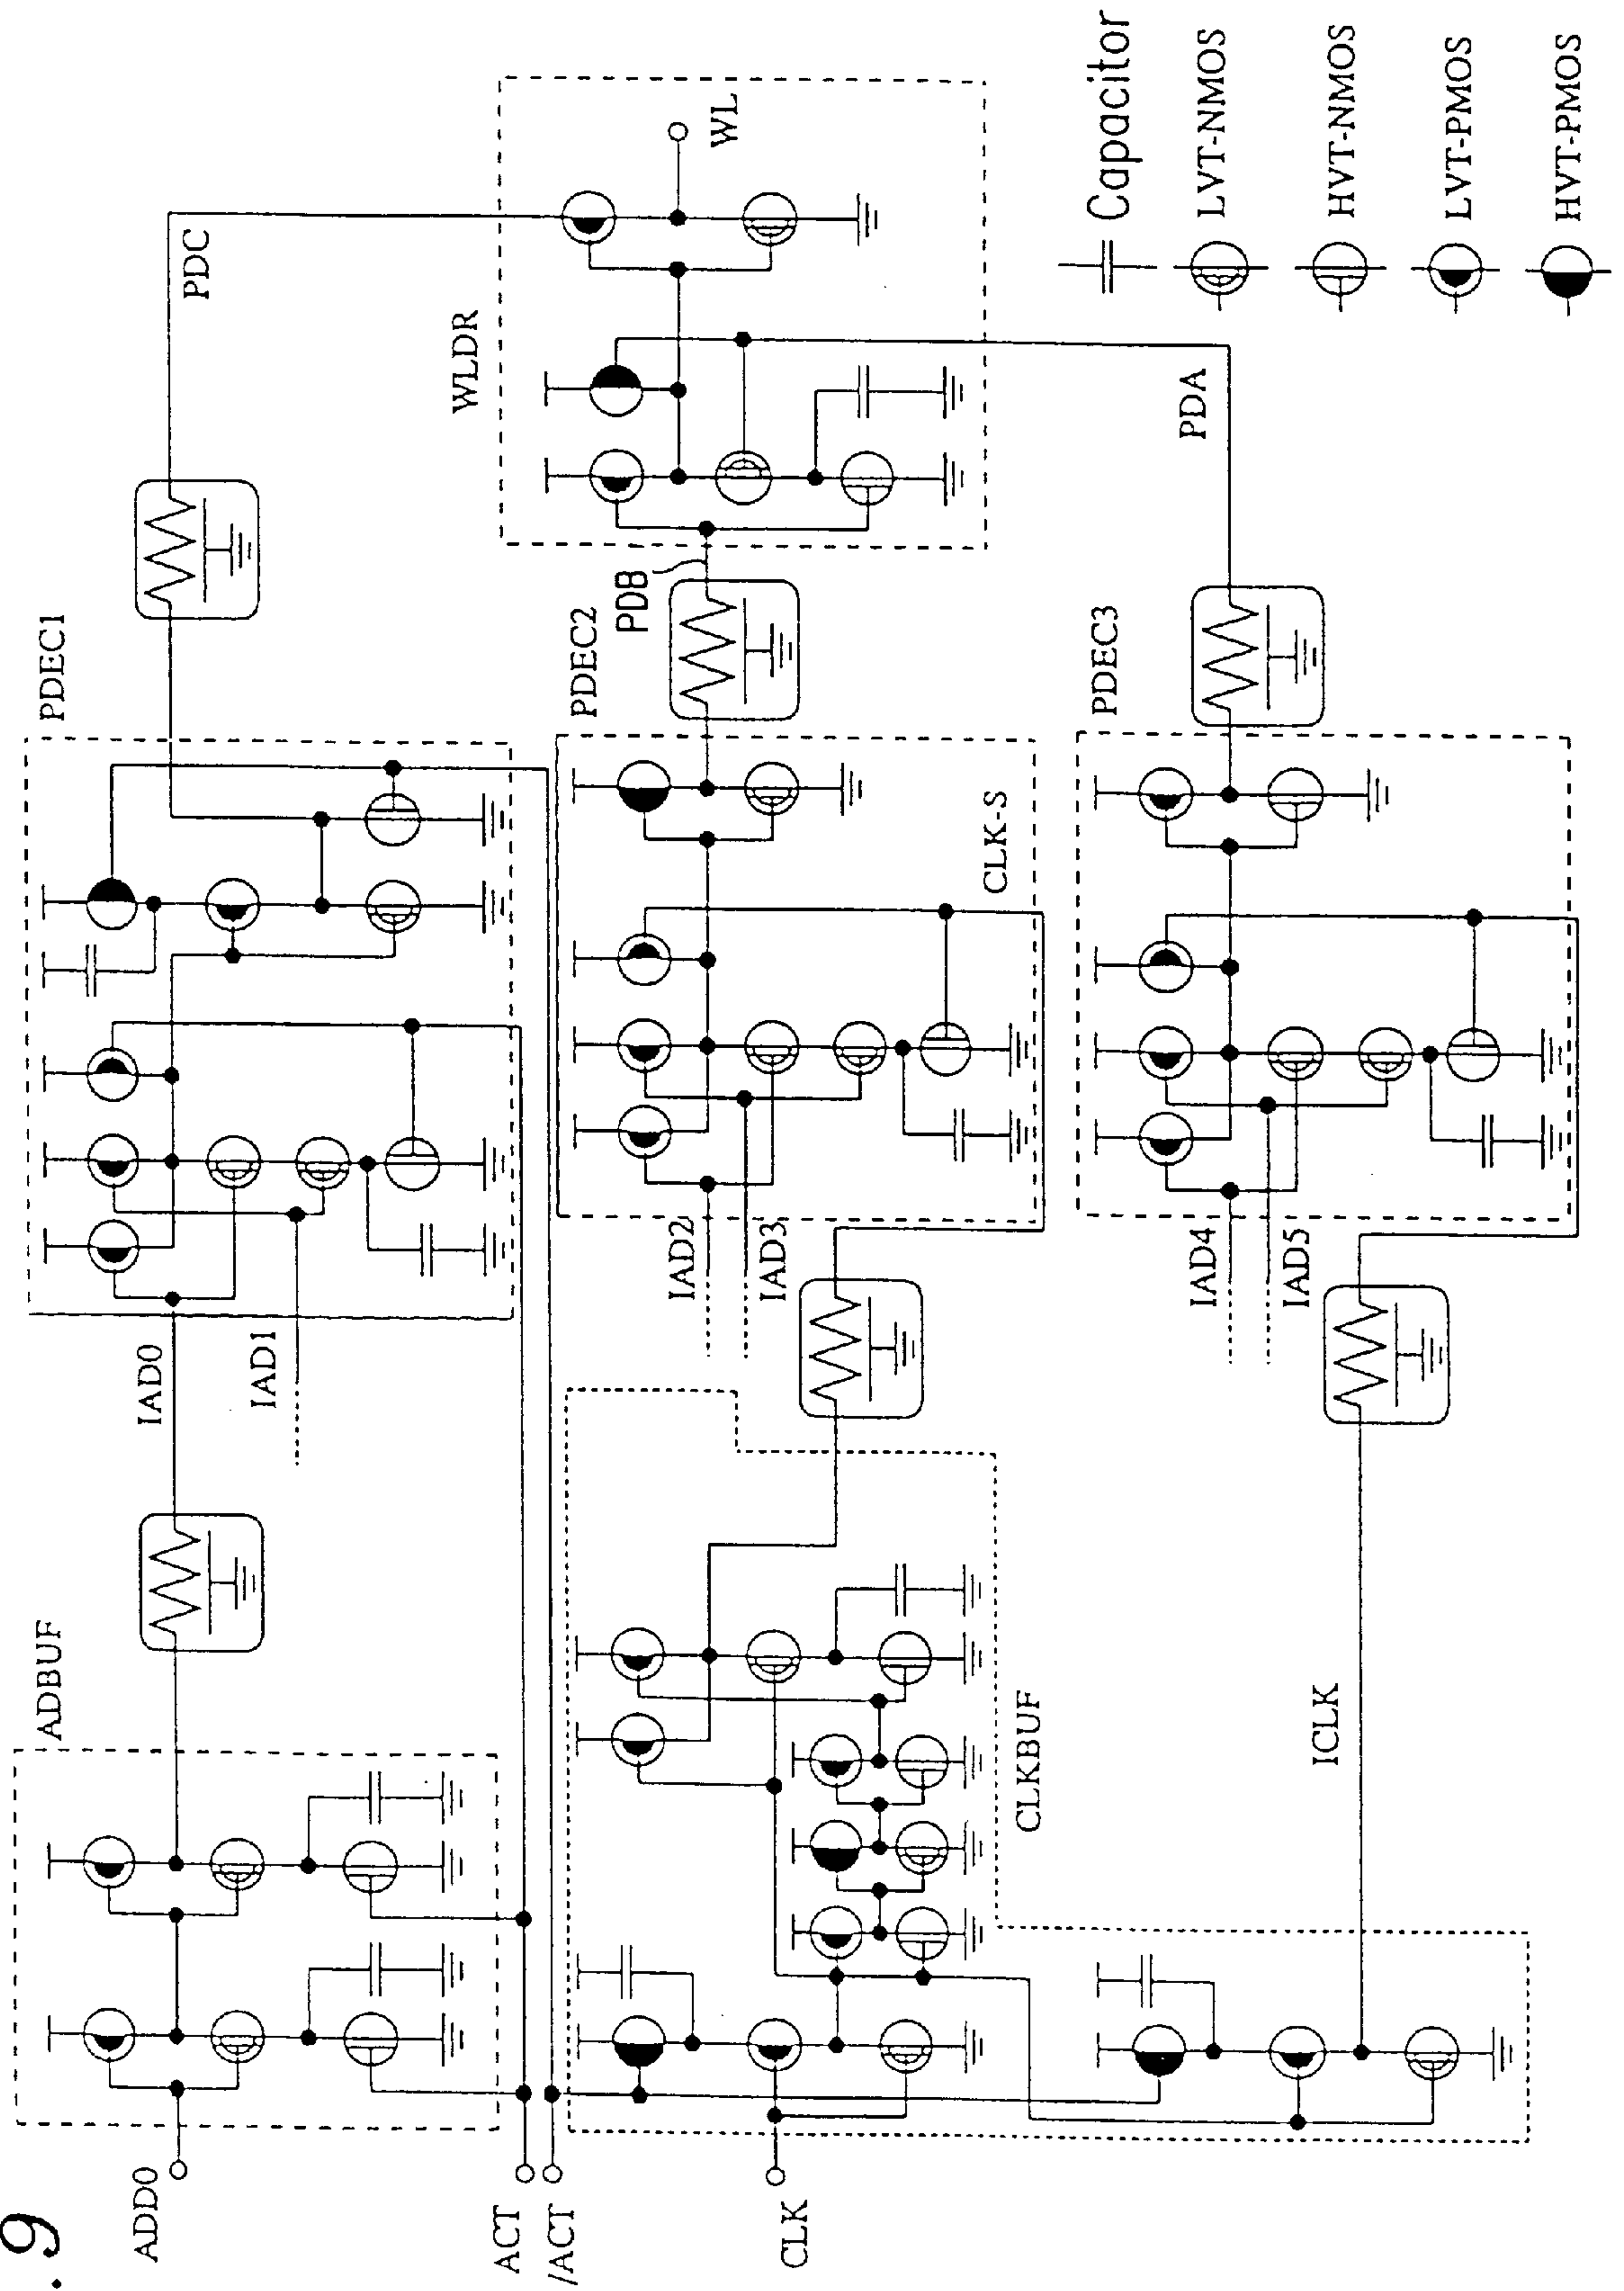 . 9
ADD0
ADBUF
IAD0
IAD1
PDEC1
PDC
ACT
/ACT
CLK
CLKBUF
IAD2
IAD3
PDEC2
CLK-S
PDB
WLDR
WL
ICLK
IAD4
IAD5
PDEC3
PDA
Capacitor
LVT-NMOS
HVT-NMOS
LVT-PMOS
HVT-PMOS